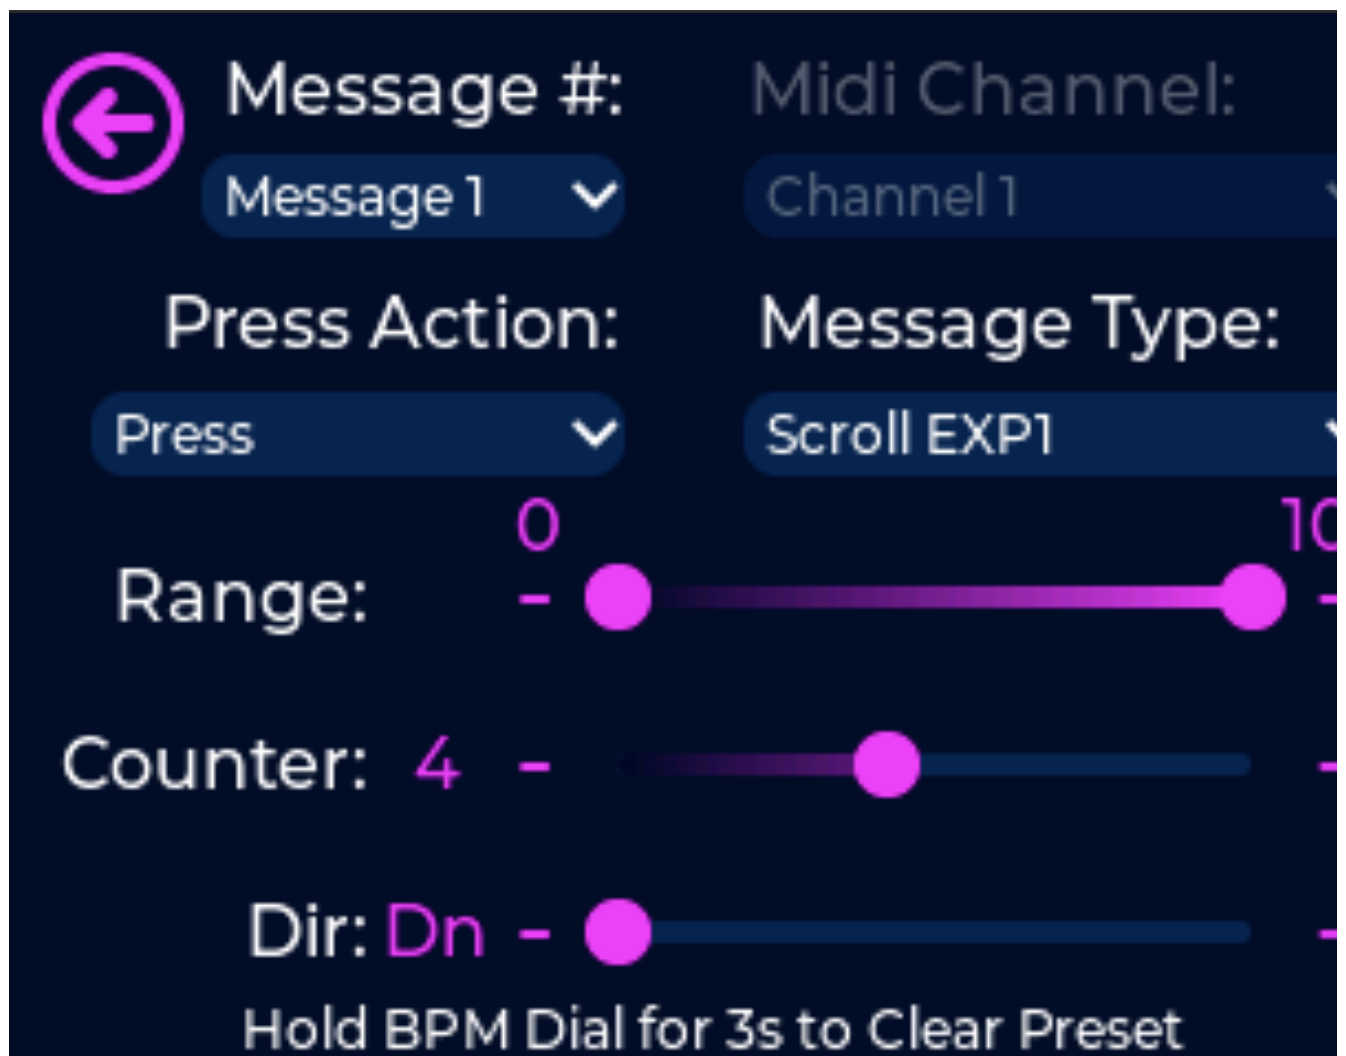 Message #: Midi Channel:
Message 1 Channel 1
Press Action: Message Type:
Press Scroll EXP1
0 10
Range: - -
Counter: 4 - -
Dir: Dn - -
Hold BPM Dial for 3s to Clear Preset